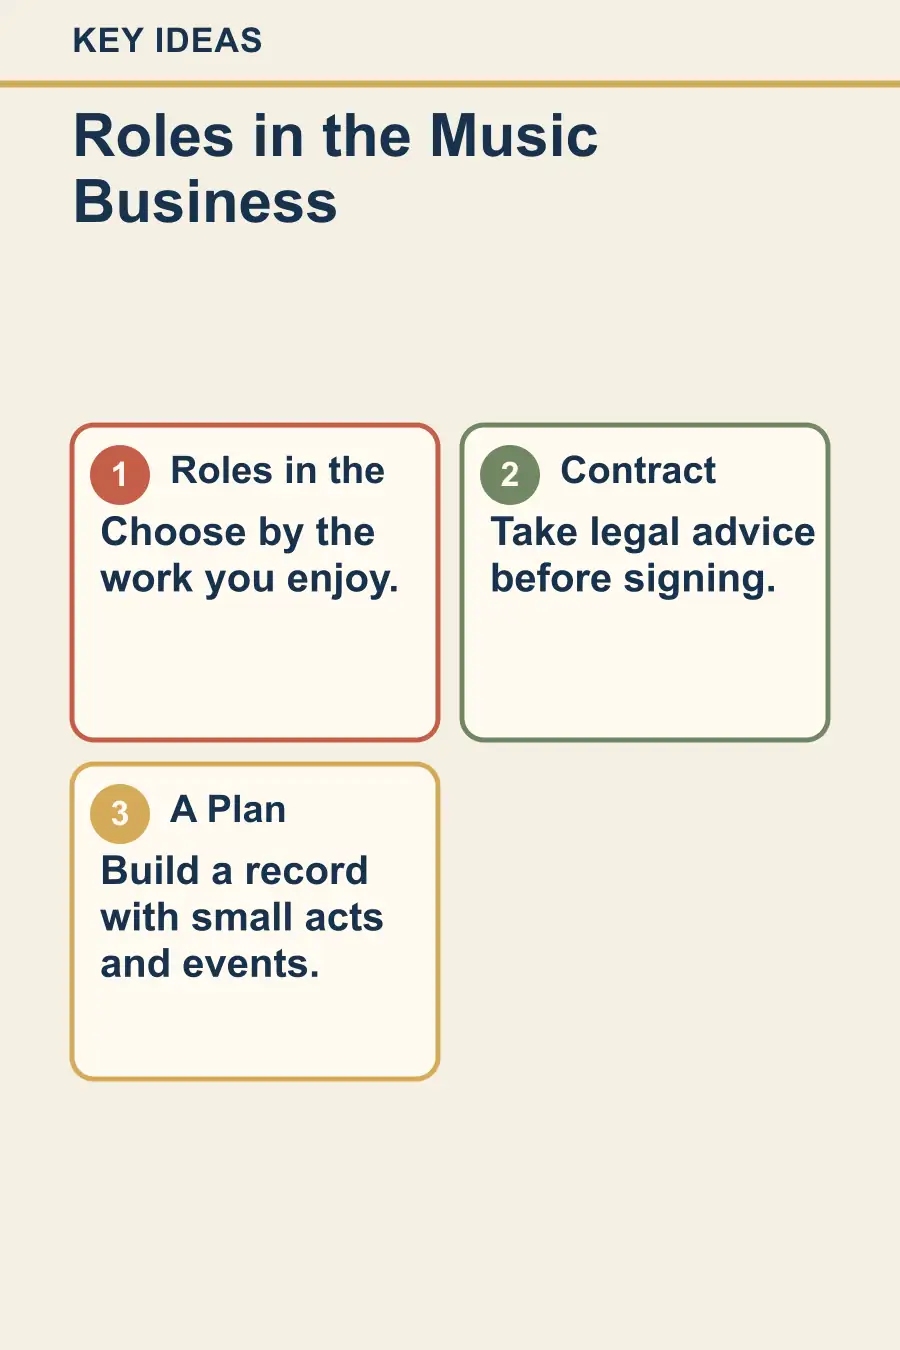 KEY IDEAS
Roles in the Music
Business
1 Roles in the
Choose by the
work you enjoy.
2 Contract
Take legal advice
before signing.
3 A Plan
Build a record
with small acts
and events.